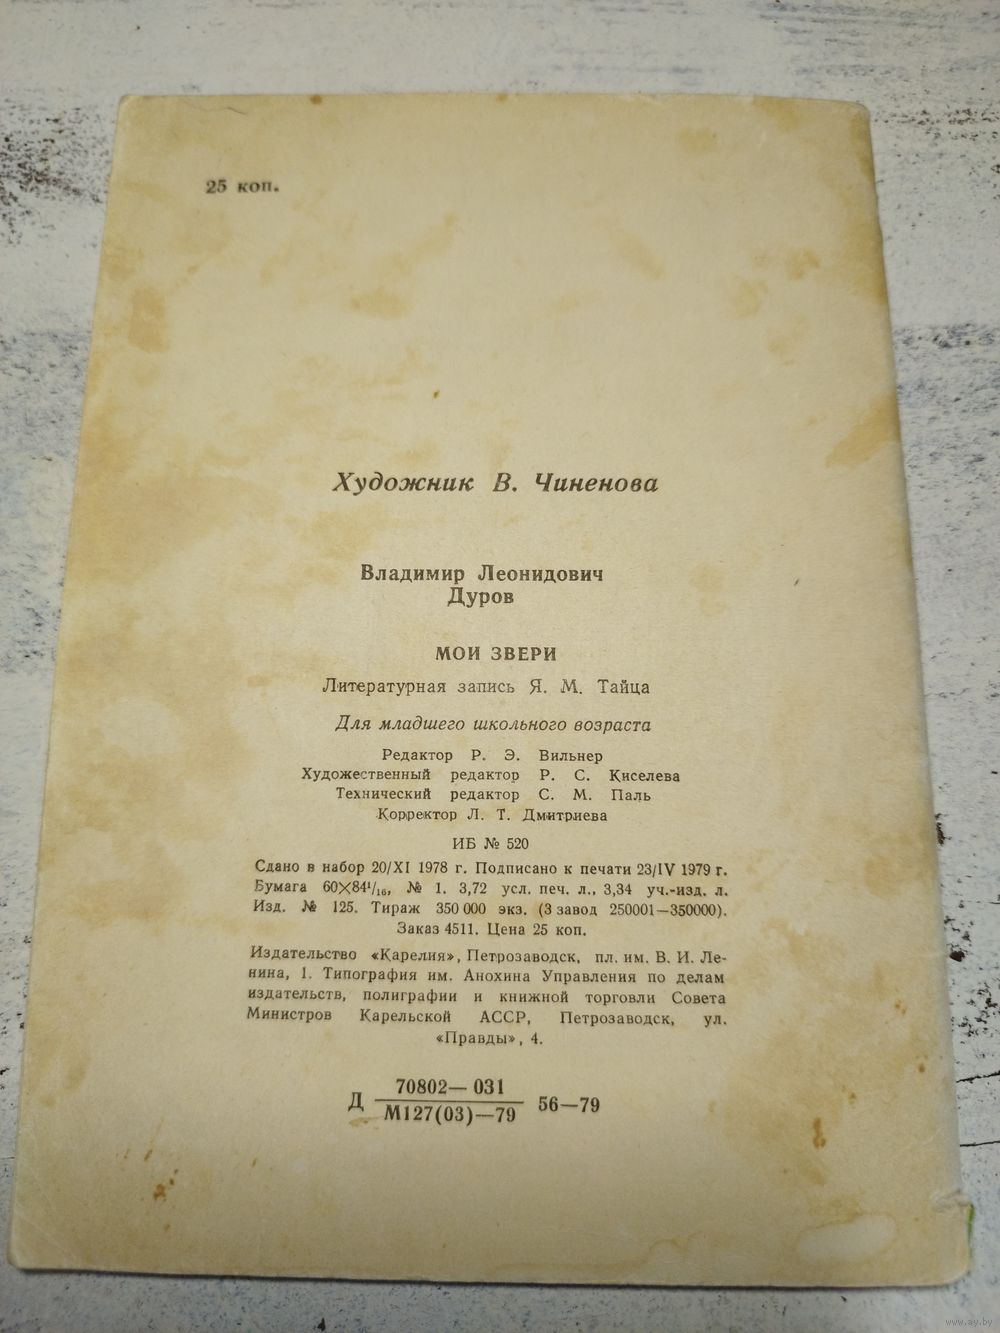 25 коп.
Художник В. Чиненова
Владимир Леонидович
Дуров
МОИ ЗВЕРИ
Литературная запись Я. М. Тайца
Для младшего школьного возраста
Редактор Р. Э. Вильнер
Художественный редактор Р. С. Киселева
Технический редактор С. М. Паль
Корректор Л. Т. Дмитриева
ИБ № 520
Сдано в набор 20/XI 1978 г. Подписано к печати 23/IV 1979 г.
Бумага 60×84¹/₁₆, № 1. 3,72 усл. печ. л., 3,34 уч.-изд. л.
Изд. № 125. Тираж 350 000 экз. (3 завод 250001—350000).
Заказ 4511. Цена 25 коп.
Издательство «Карелия», Петрозаводск, пл. им. В. И. Ле-
нина, 1. Типография им. Анохина Управления по делам
издательств, полиграфии и книжной торговли Совета
Министров Карельской АССР, Петрозаводск, ул.
«Правды», 4.
70802—031
Д М127(03)—79 56—79
www.ay.by